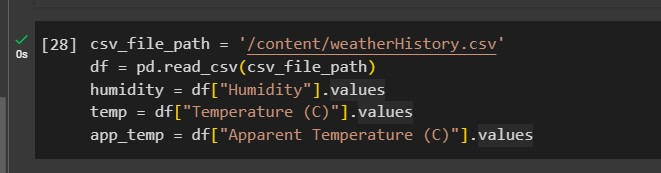 [28] csv_file_path = '/content/weatherHistory.csv'
0s
df = pd.read_csv(csv_file_path)
humidity = df["Humidity"].values
temp = df["Temperature (C)"].values
app_temp = df["Apparent Temperature (C)"].values